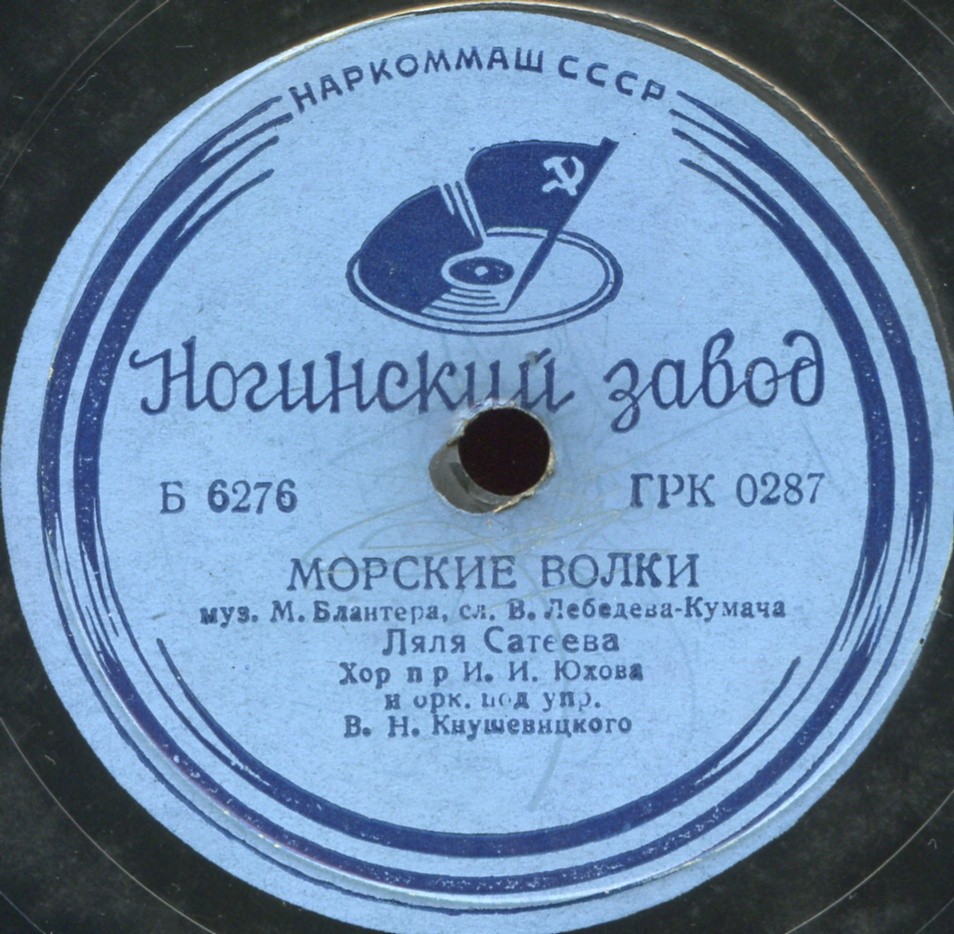 НАРКОММАШ СССР
Ногинский завод
Б 6276 ГРК 0287
МОРСКИЕ ВОЛКИ
муз. М. Блантера, сл. В. Лебедева-Кумача
Ляля Сатеева
Хор п р И. И. Юхова
и орк. под упр.
В. Н. Кнушевицкого